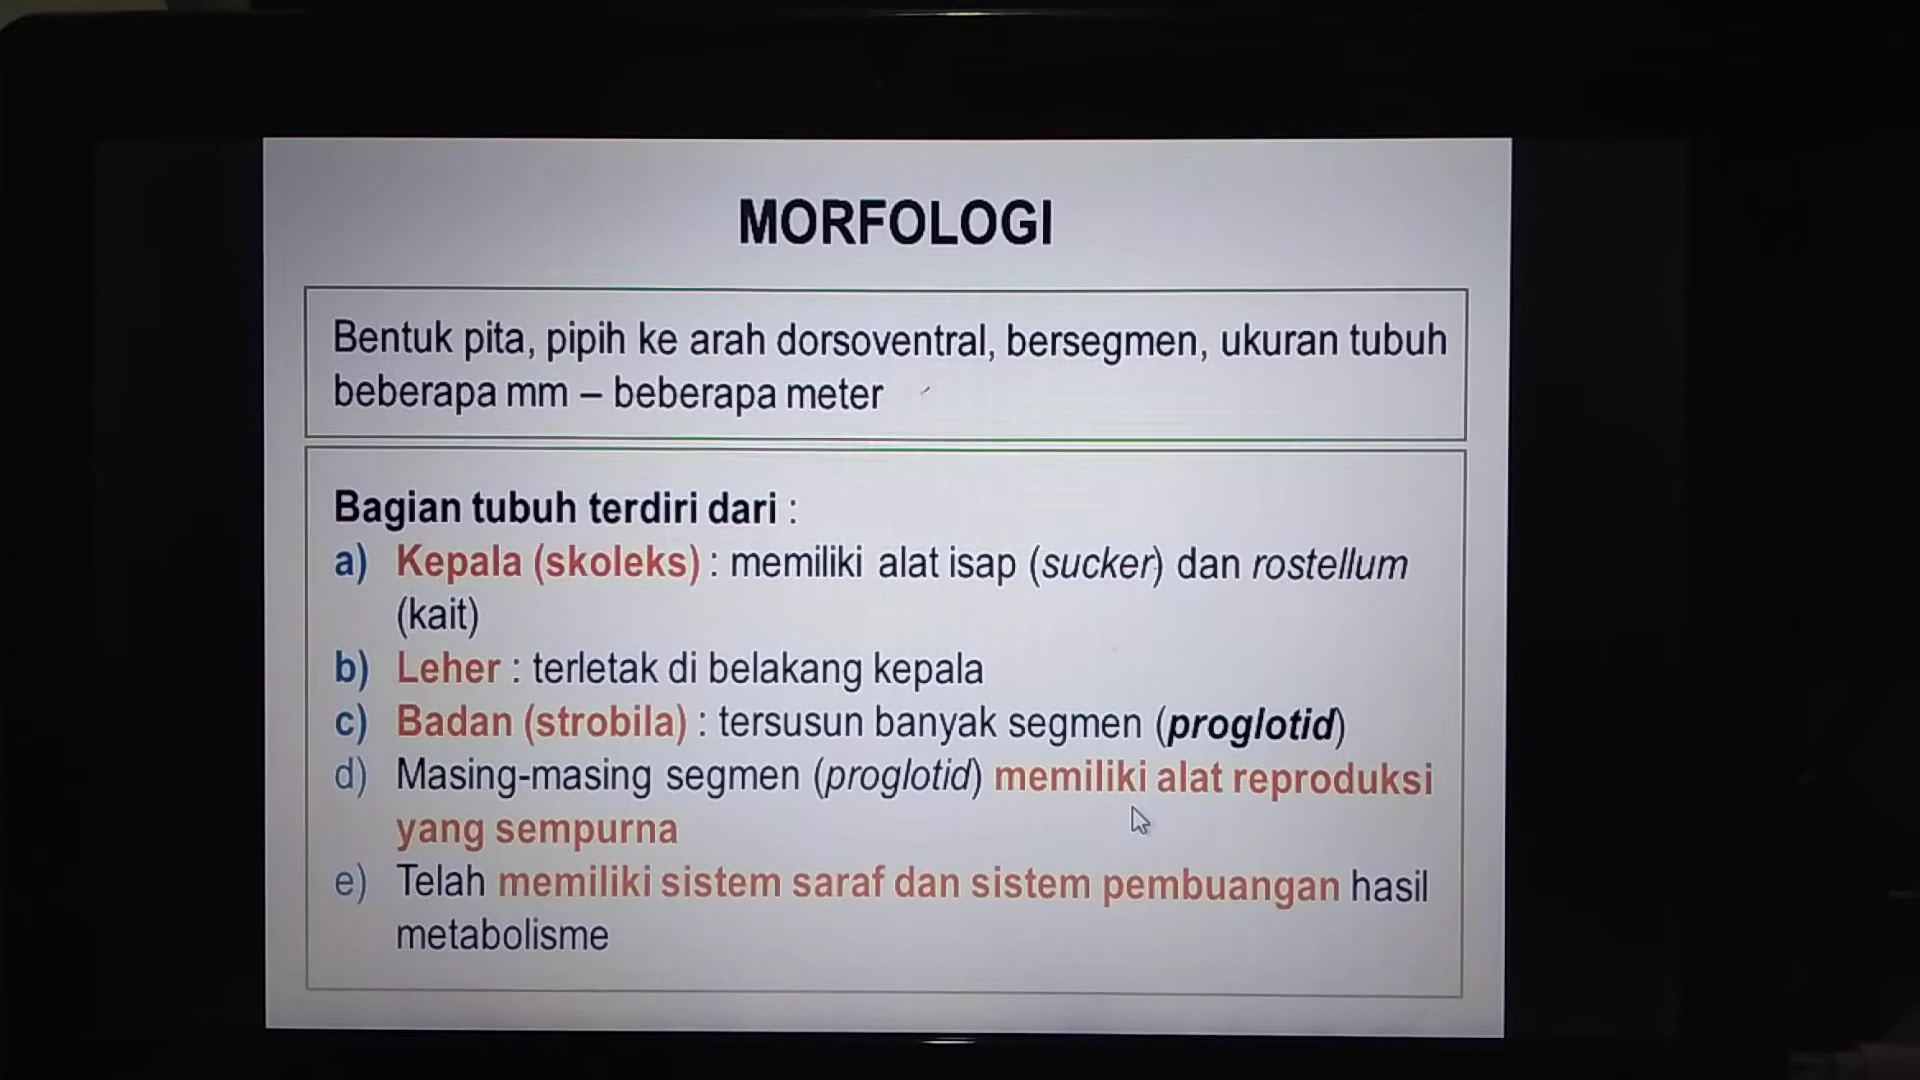 MORFOLOGI
Bentuk pita, pipih ke arah dorsoventral, bersegmen, ukuran tubuh
beberapa mm – beberapa meter
Bagian tubuh terdiri dari :
a) Kepala (skoleks) : memiliki alat isap (sucker) dan rostellum
(kait)
b) Leher : terletak di belakang kepala
c) Badan (strobila) : tersusun banyak segmen (proglotid)
d) Masing-masing segmen (proglotid) memiliki alat reproduksi
yang sempurna
e) Telah memiliki sistem saraf dan sistem pembuangan hasil
metabolisme